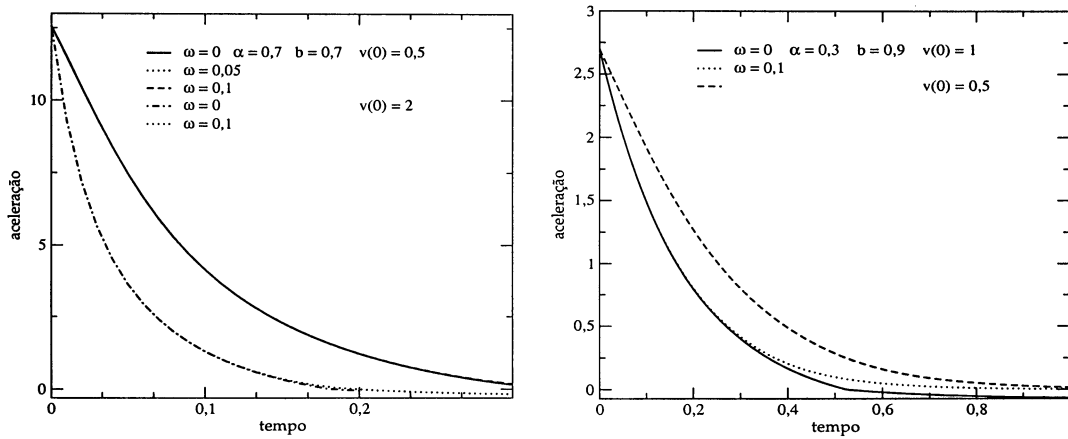 ω = 0 α = 0,7 b = 0,7 v(0) = 0,5
ω = 0,05
ω = 0,1
ω = 0 v(0) = 2
ω = 0,1
10
5
0
aceleração
0 0,1 0,2
tempo
ω = 0 α = 0,3 b = 0,9 v(0) = 1
ω = 0,1
v(0) = 0,5
3
2,5
2
1,5
1
0,5
0
aceleração
0 0,2 0,4 0,6 0,8
tempo